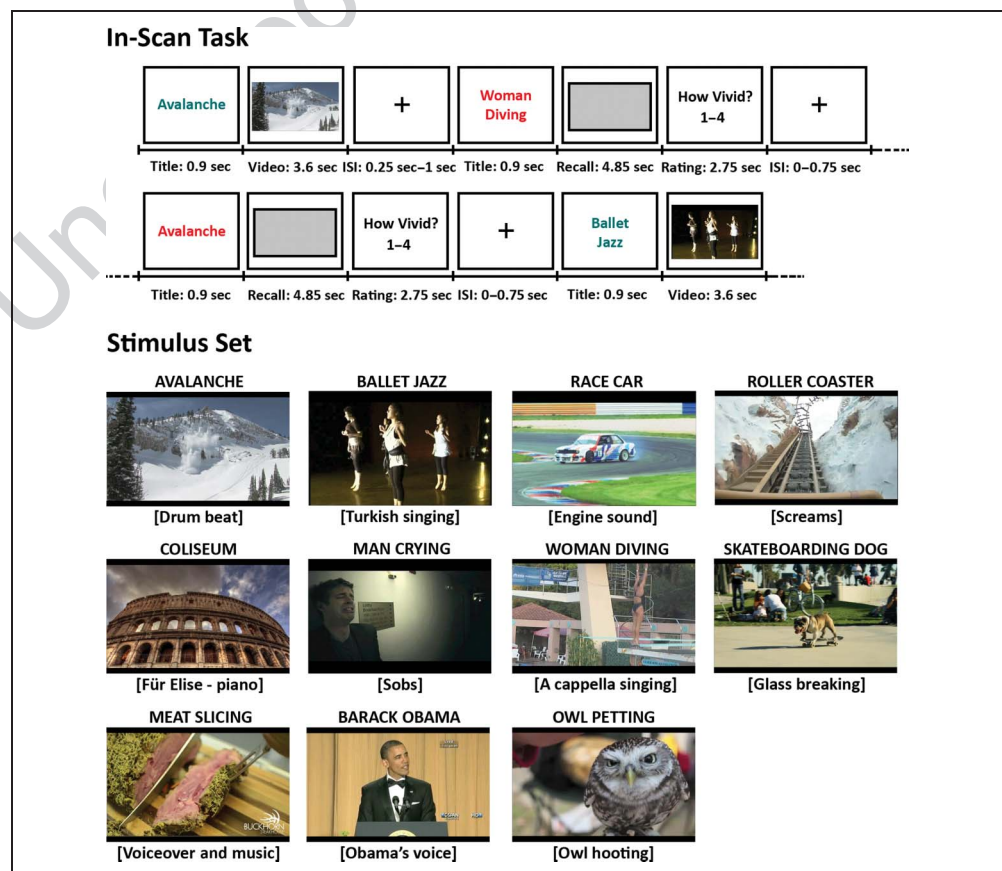 In-Scan Task
Avalanche
+
Woman
Diving
How Vivid?
1–4
+
Title: 0.9 sec Video: 3.6 sec ISI: 0.25 sec–1 sec Title: 0.9 sec Recall: 4.85 sec Rating: 2.75 sec ISI: 0–0.75 sec
Avalanche
How Vivid?
1–4
+
Ballet
Jazz
Title: 0.9 sec Recall: 4.85 sec Rating: 2.75 sec ISI: 0–0.75 sec Title: 0.9 sec Video: 3.6 sec
Stimulus Set
AVALANCHE BALLET JAZZ RACE CAR ROLLER COASTER
[Drum beat] [Turkish singing] [Engine sound] [Screams]
COLISEUM MAN CRYING WOMAN DIVING SKATEBOARDING DOG
[Für Elise - piano] [Sobs] [A cappella singing] [Glass breaking]
MEAT SLICING BARACK OBAMA OWL PETTING
BUCKHORN
[Voiceover and music] [Obama's voice] [Owl hooting]